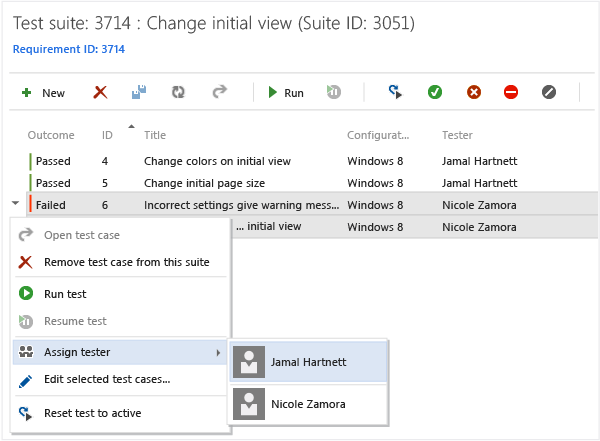 Test suite: 3714 : Change initial view (Suite ID: 3051)
Requirement ID: 3714
New Run
Outcome ID Title Configurat... Tester
Passed 4 Change colors on initial view Windows 8 Jamal Hartnett
Passed 5 Change initial page size Windows 8 Jamal Hartnett
Failed 6 Incorrect settings give warning mess... Windows 8 Nicole Zamora
... initial view Windows 8 Nicole Zamora
Open test case
Remove test case from this suite
Run test
Resume test
Assign tester
Jamal Hartnett
Edit selected test cases...
Nicole Zamora
Reset test to active